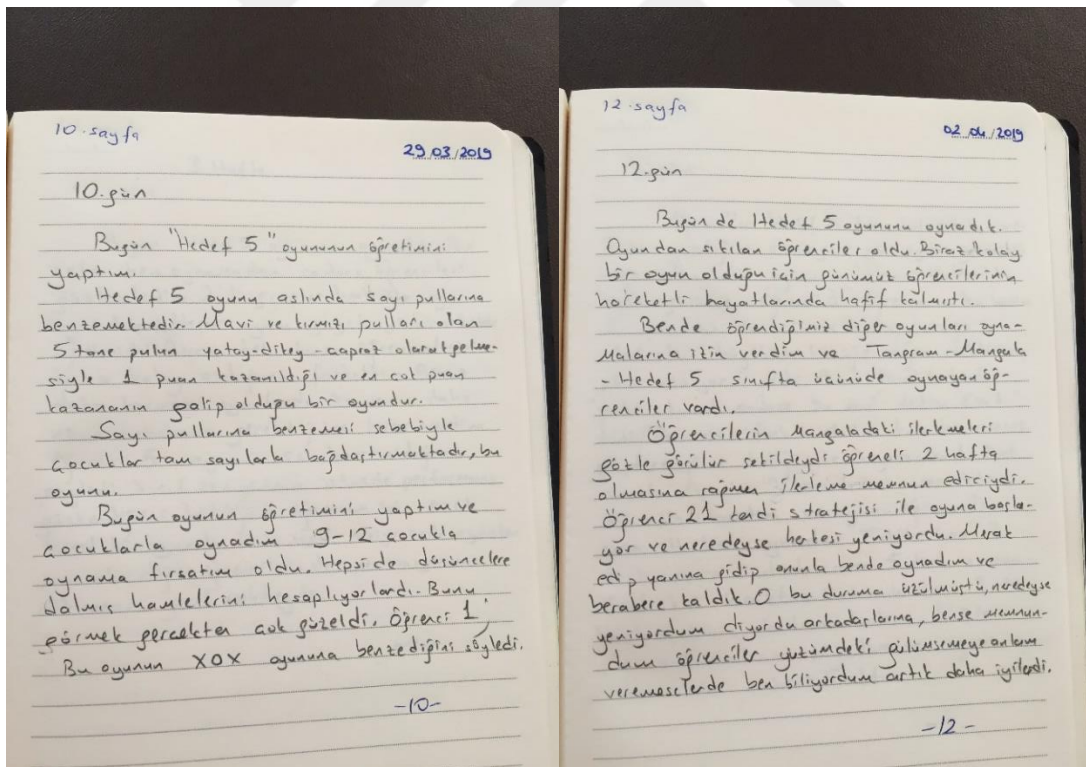 10.sayfa
29.03.2019
10.gün
Bugün "Hedef 5" oyununun öğretimini
yaptım.
Hedef 5 oyunu aslında sayı pullarına
benzemektedir. Mavi ve kırmızı pulları olan
5 tane pulun yatay-dikey-çapraz olarak gelme-
siyle 1 puan kazanıldığı ve en çok puan
kazananın galip olduğu bir oyundur.
Sayı pullarına benzemesi sebebiyle
çocuklar tam sayılarla bağdaştırmaktadır, bu
oyunu.
Bugün oyunun öğretimini yaptım ve
çocuklarla oynadım 9-12 çocukla
oynama fırsatım oldu. Hepsi de düşüncelere
dalmış hamlelerini hesaplıyorlardı. Bunu
görmek gerçekten çok güzeldi. Öğrenci 1,
Bu oyunun XOX oyununa benzediğini söyledi.
-10-
12.sayfa
02.04.2019
12.gün
Bugün de Hedef 5 oyununu oynadık.
Oyundan sıkılan öğrenciler oldu. Biraz kolay
bir oyun olduğu için günümüz öğrencilerinin
hareketli hayatlarında hafif kalmıştı.
Bende öğrendiğimiz diğer oyunları oyna-
malarına izin verdim ve Tangram-Mangala
-Hedef 5 sınıfta üçünüde oynayan öğ-
renciler vardı.
Öğrencilerin mangaladaki ilerlemeleri
gözle görülür şekildeydi öğreneli 2 hafta
olmasına rağmen ilerleme memnun ediciydi.
Öğrenci 21 kendi stratejisi ile oyuna başlı-
yor ve neredeyse herkesi yeniyordu. Merak
edip yanına gidip onunla bende oynadım ve
berabere kaldık. O bu duruma üzülmüştü, neredeyse
yeniyordum diyordu arkadaşlarına, bense memnun-
dum öğrenciler yüzümdeki gülümsemeye anlam
veremeselerde ben biliyordum artık daha iyilerdi.
-12-